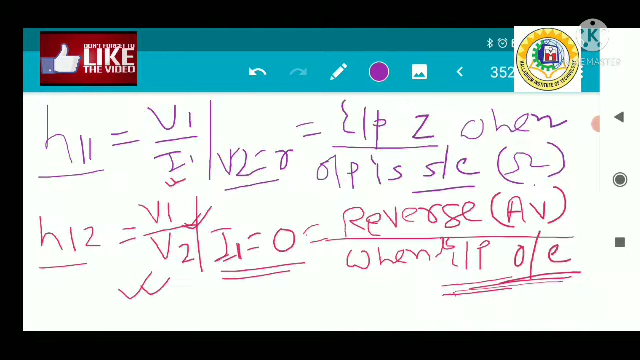 DON'T FORGET TO
LIKE
THE VIDEO
352
KINEMASTER
h11 = V1/I1 | V2=r = i/p Z when
o/p is s/c (Ω)
h12 = V1/V2 | I1=0 = Reverse (AV)
when i/p o/c